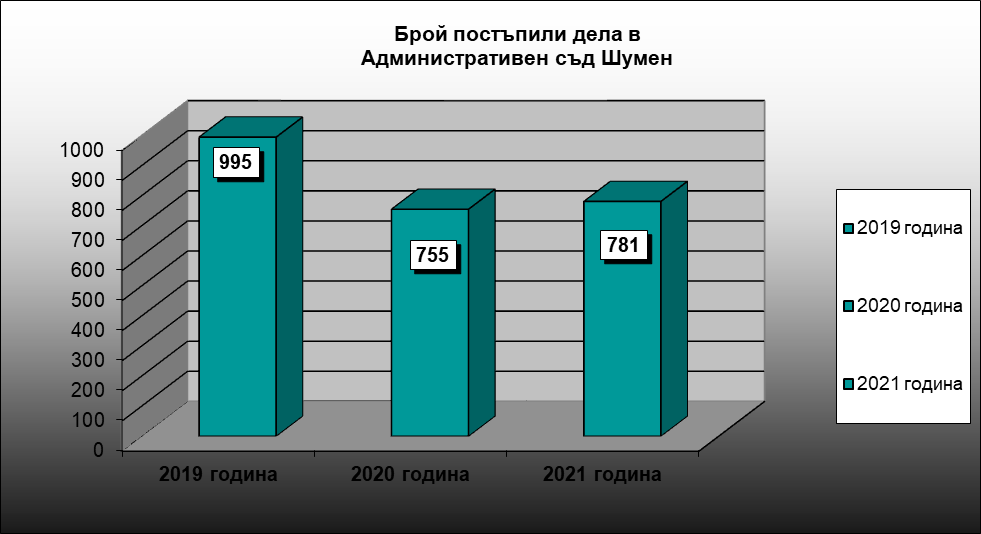 Брой постъпили дела в
Административен съд Шумен
1000
900
800
700
600
500
400
300
200
100
0
995
755
781
2019 година
2020 година
2021 година
2019 година
2020 година
2021 година